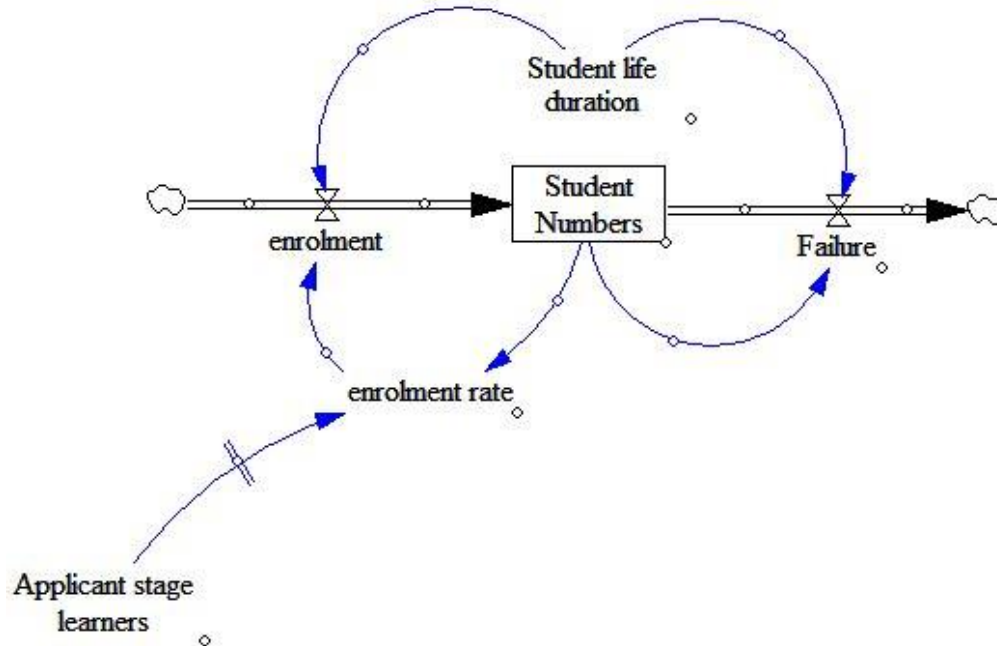 Student life
duration
Student
Numbers
enrolment
Failure
enrolment rate
Applicant stage
learners